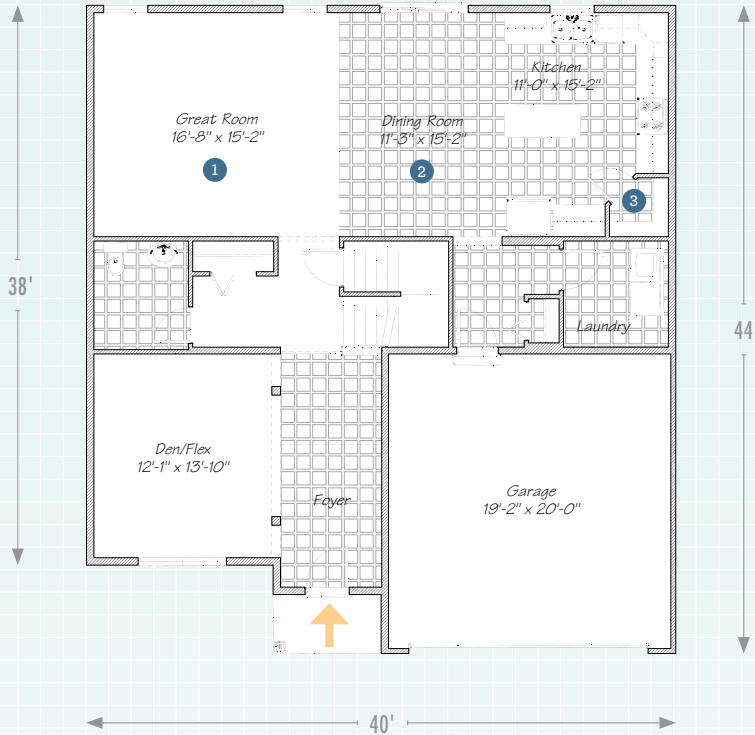 Kitchen
11'-0" x 15'-2"
Great Room
16'-8" x 15'-2"
Dining Room
11'-3" x 15'-2"
1
2
3
38'
44
Laundry
Den/Flex
12'-1" x 13'-10"
Foyer
Garage
19'-2" x 20'-0"
40'